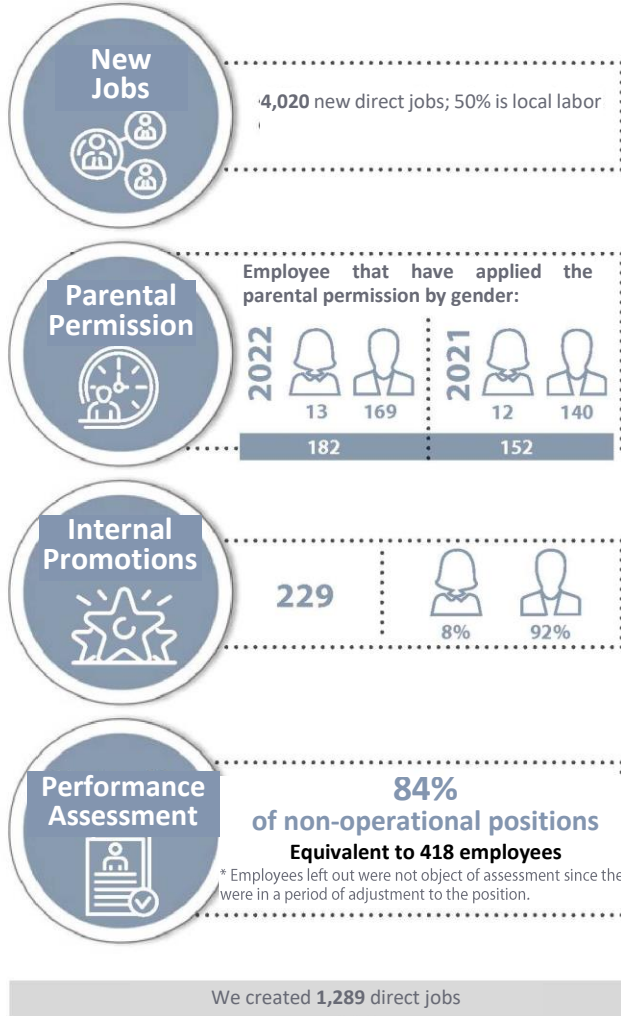 New
Jobs
4,020 new direct jobs; 50% is local labor
Parental
Permission
Employee that have applied the
parental permission by gender:
2022
13 169
182
2021
12 140
152
Internal
Promotions
229
8% 92%
Performance
Assessment
84%
of non-operational positions
Equivalent to 418 employees
* Employees left out were not object of assessment since the
were in a period of adjustment to the position.
We created 1,289 direct jobs